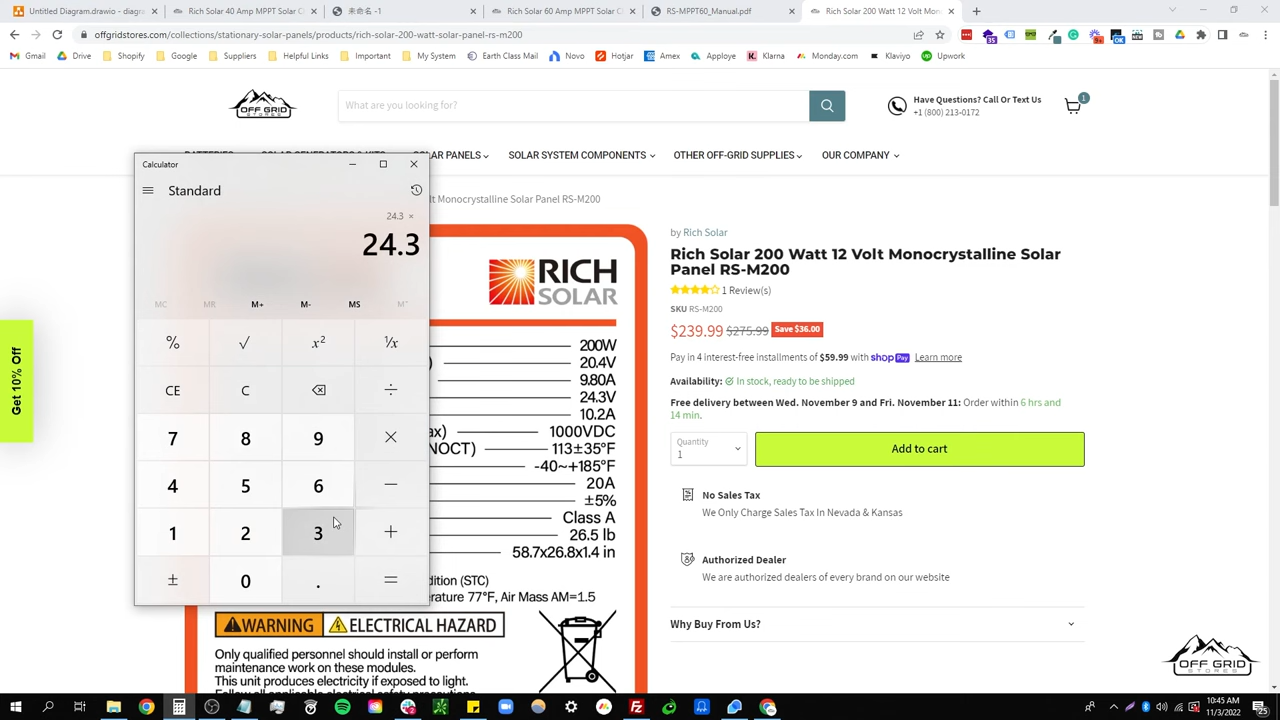 Untitled Diagram.drawio - diagra
Rich Solar 40 Amp MPPT Solar C
未命名 -1
Rich Solar 60 Amp MPPT Solar C
RS-MPPT60_Manual.pdf
Rich Solar 200 Watt 12 Volt Mon
offgridstores.com/collections/stationary-solar-panels/products/rich-solar-200-watt-solar-panel-rs-m200
Gmail
Drive
Shopify
Google
Suppliers
Helpful Links
Important
My System
Earth Class Mail
Novo
Hotjar
Amex
Apploye
Klarna
Monday.com
Klaviyo
Upwork
OFF GRID
STORES
What are you looking for?
Have Questions? Call Or Text Us
+1 (800) 213-0172
1
SOLAR PANELS
SOLAR SYSTEM COMPONENTS
OTHER OFF-GRID SUPPLIES
OUR COMPANY
lt Monocrystalline Solar Panel RS-M200
Calculator
Standard
24.3 ×
24.3
MC MR M+ M- MS
% √ x² ¹/x
CE C ÷
7 8 9 ×
4 5 6 −
1 2 3 +
± 0 . =
Get 10% Off
RICH
SOLAR
200W
20.4V
9.80A
24.3V
10.2A
ax) 1000VDC
NOCT) 113±35°F
-40~+185°F
20A
±5%
Class A
26.5 lb
58.7x26.8x1.4 in
dition (STC)
rature 77°F, Air Mass AM=1.5
WARNING
ELECTRICAL HAZARD
Only qualified personnel should install or perform
maintenance work on these modules.
This unit produces electricity if exposed to light.
Follow all applicable electrical safety precautions
by Rich Solar
Rich Solar 200 Watt 12 Volt Monocrystalline Solar
Panel RS-M200
1 Review(s)
SKU RS-M200
$239.99 $275.99 Save $36.00
Pay in 4 interest-free installments of $59.99 with shop Pay Learn more
Availability: In stock, ready to be shipped
Free delivery between Wed. November 9 and Fri. November 11: Order within 6 hrs and
14 min.
Quantity
1
Add to cart
No Sales Tax
We Only Charge Sales Tax In Nevada & Kansas
Authorized Dealer
We are authorized dealers of every brand on our website
Why Buy From Us?
OFF GRID
STORES
10:45 AM
11/3/2022
25